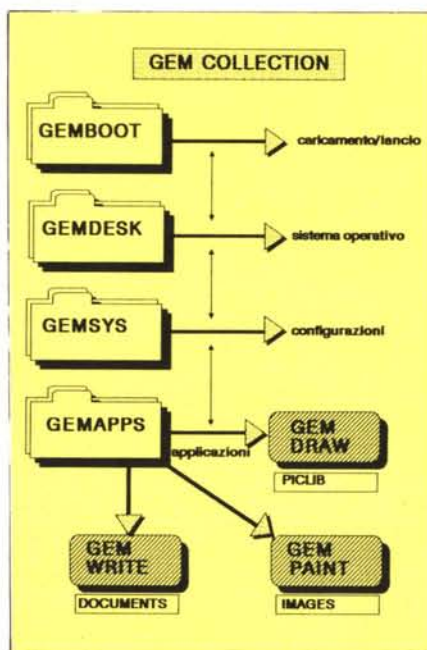 GEM COLLECTION
GEMBOOT
caricamento/lancio
GEMDESK
sistema operativo
GEMSYS
configurazioni
GEMAPPS
applicazioni
GEM
DRAW
PICLIB
GEM
WRITE
DOCUMENTS
GEM
PAINT
IMAGES